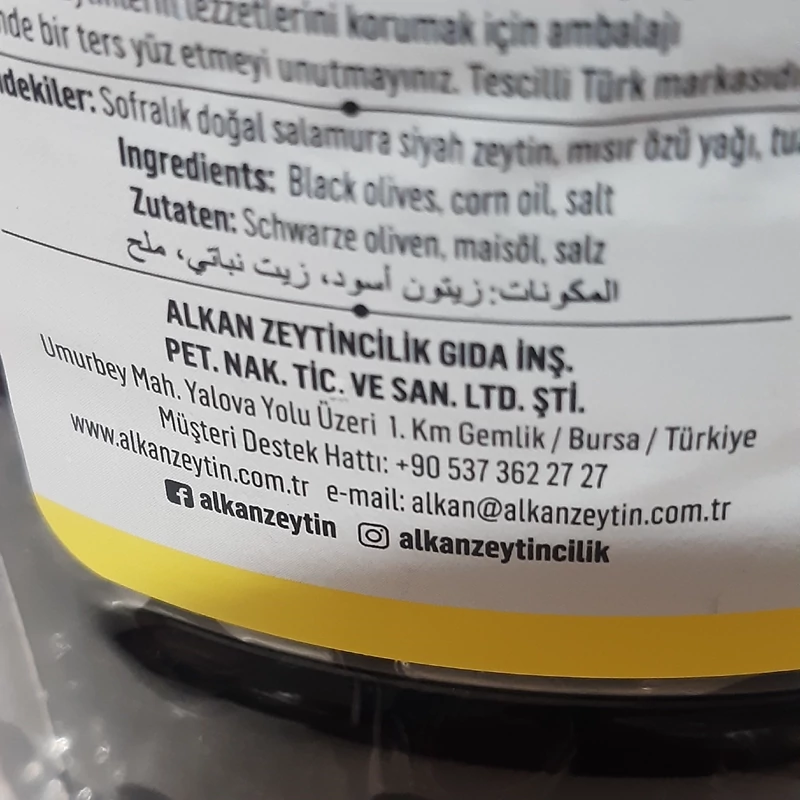 lezzetlerini korumak için ambalajı
bir ters yüz etmeyi unutmayınız. Tescilli Türk
Sofralık doğal salamura siyah zeytin, mısır özü yağı,
Ingredients: Black olives, corn oil, salt
Zutaten: Schwarze oliven, maisöl, salz
المكونات: زيتون أسود، زيت نباتي، ملح
ALKAN ZEYTİNCİLİK GIDA İNŞ.
PET. NAK. TİC. VE SAN. LTD. ŞTİ.
Umurbey Mah. Yalova Yolu Üzeri 1. Km Gemlik / Bursa / Türkiye
Müşteri Destek Hattı: +90 537 362 27 27
www.alkanzeytin.com.tr e-mail: alkan@alkanzeytin.com.tr
alkanzeytin alkanzeytincilik